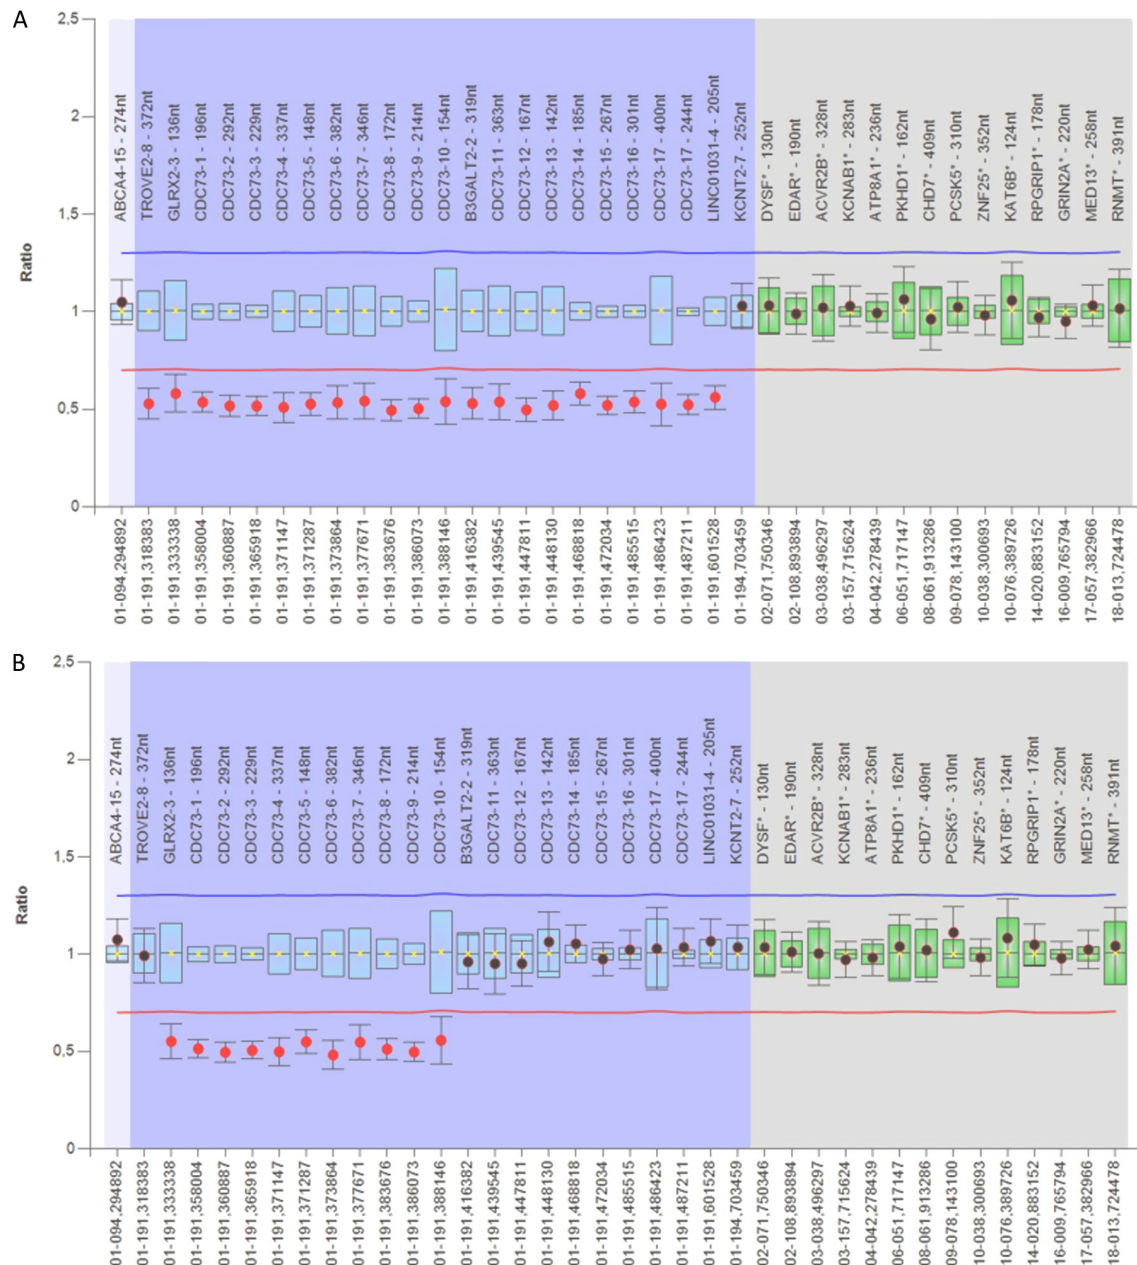 A
2,5
2
1,5
1
0,5
0
Ratio
ABCA4-15 - 274nt
TROVE2-8 - 372nt
GLRX2-3 - 136nt
CDC73-1 - 196nt
CDC73-2 - 292nt
CDC73-3 - 229nt
CDC73-4 - 337nt
CDC73-5 - 148nt
CDC73-6 - 382nt
CDC73-7 - 346nt
CDC73-8 - 172nt
CDC73-9 - 214nt
CDC73-10 - 154nt
B3GALT2-2 - 319nt
CDC73-11 - 363nt
CDC73-12 - 167nt
CDC73-13 - 142nt
CDC73-14 - 185nt
CDC73-15 - 267nt
CDC73-16 - 301nt
CDC73-17 - 400nt
CDC73-17 - 244nt
LINC01031-4 - 205nt
KCNT2-7 - 252nt
DYSF* - 130nt
EDAR* - 190nt
ACVR2B* - 328nt
KCNAB1* - 283nt
ATP8A1* - 236nt
PKHD1* - 162nt
CHD7* - 409nt
PCSK5* - 310nt
ZNF25* - 352nt
KAT6B* - 124nt
RPGRIP1* - 178nt
GRIN2A* - 220nt
MED13* - 258nt
RNMT* - 391nt
01-094,294892
01-191,318383
01-191,333338
01-191,358004
01-191,360887
01-191,365918
01-191,371147
01-191,371287
01-191,373864
01-191,377671
01-191,383676
01-191,386073
01-191,388146
01-191,416382
01-191,439545
01-191,447811
01-191,448130
01-191,468818
01-191,472034
01-191,485515
01-191,486423
01-191,487211
01-191,601528
01-194,703459
02-071,750346
02-108,893894
03-038,496297
03-157,715624
04-042,278439
06-051,717147
08-061,913286
09-078,143100
10-038,300693
10-076,389726
14-020,883152
16-009,765794
17-057,382966
18-013,724478
B
2,5
2
1,5
1
0,5
0
Ratio
ABCA4-15 - 274nt
TROVE2-8 - 372nt
GLRX2-3 - 136nt
CDC73-1 - 196nt
CDC73-2 - 292nt
CDC73-3 - 229nt
CDC73-4 - 337nt
CDC73-5 - 148nt
CDC73-6 - 382nt
CDC73-7 - 346nt
CDC73-8 - 172nt
CDC73-9 - 214nt
CDC73-10 - 154nt
B3GALT2-2 - 319nt
CDC73-11 - 363nt
CDC73-12 - 167nt
CDC73-13 - 142nt
CDC73-14 - 185nt
CDC73-15 - 267nt
CDC73-16 - 301nt
CDC73-17 - 400nt
CDC73-17 - 244nt
LINC01031-4 - 205nt
KCNT2-7 - 252nt
DYSF* - 130nt
EDAR* - 190nt
ACVR2B* - 328nt
KCNAB1* - 283nt
ATP8A1* - 236nt
PKHD1* - 162nt
CHD7* - 409nt
PCSK5* - 310nt
ZNF25* - 352nt
KAT6B* - 124nt
RPGRIP1* - 178nt
GRIN2A* - 220nt
MED13* - 258nt
RNMT* - 391nt
01-094,294892
01-191,318383
01-191,333338
01-191,358004
01-191,360887
01-191,365918
01-191,371147
01-191,371287
01-191,373864
01-191,377671
01-191,383676
01-191,386073
01-191,388146
01-191,416382
01-191,439545
01-191,447811
01-191,448130
01-191,468818
01-191,472034
01-191,485515
01-191,486423
01-191,487211
01-191,601528
01-194,703459
02-071,750346
02-108,893894
03-038,496297
03-157,715624
04-042,278439
06-051,717147
08-061,913286
09-078,143100
10-038,300693
10-076,389726
14-020,883152
16-009,765794
17-057,382966
18-013,724478